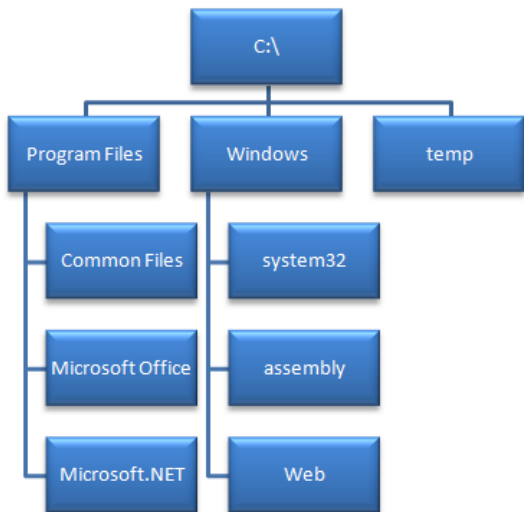 C:\
Program Files
Windows
temp
Common Files
system32
Microsoft Office
assembly
Microsoft.NET
Web